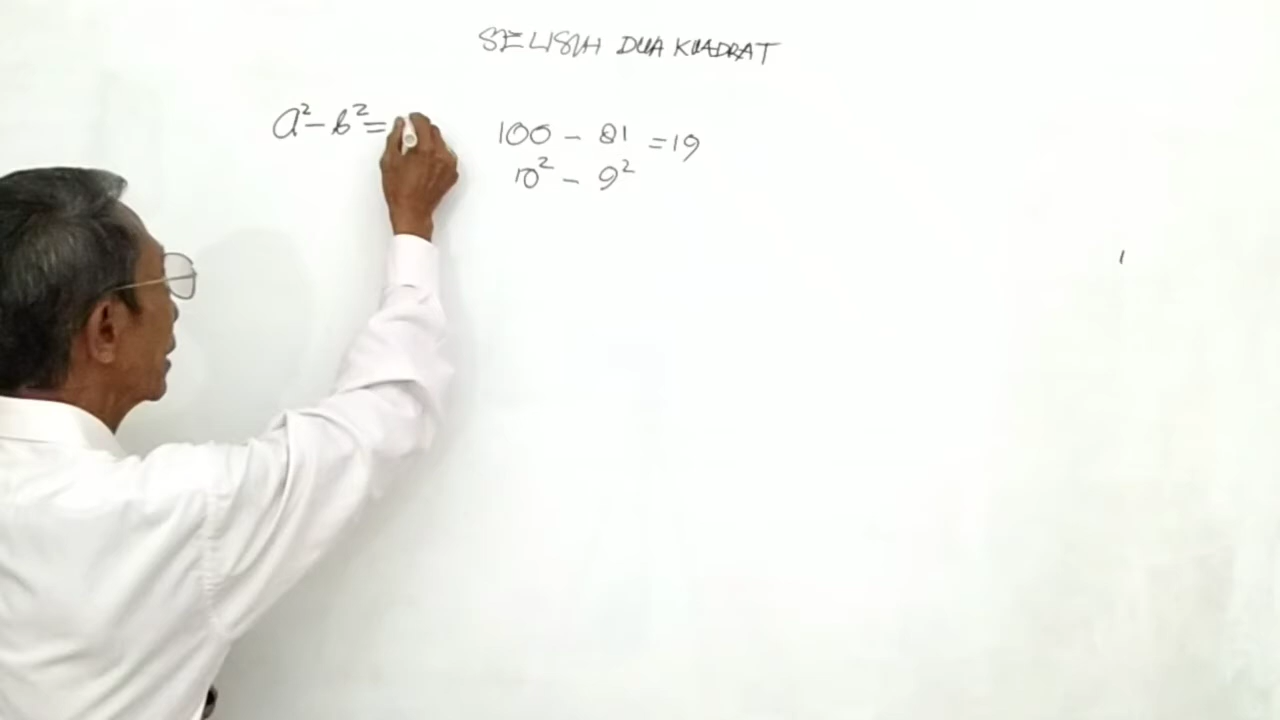 SELISIH DUA KUADRAT
a² - b² =
100 - 81 = 19
10² - 9²